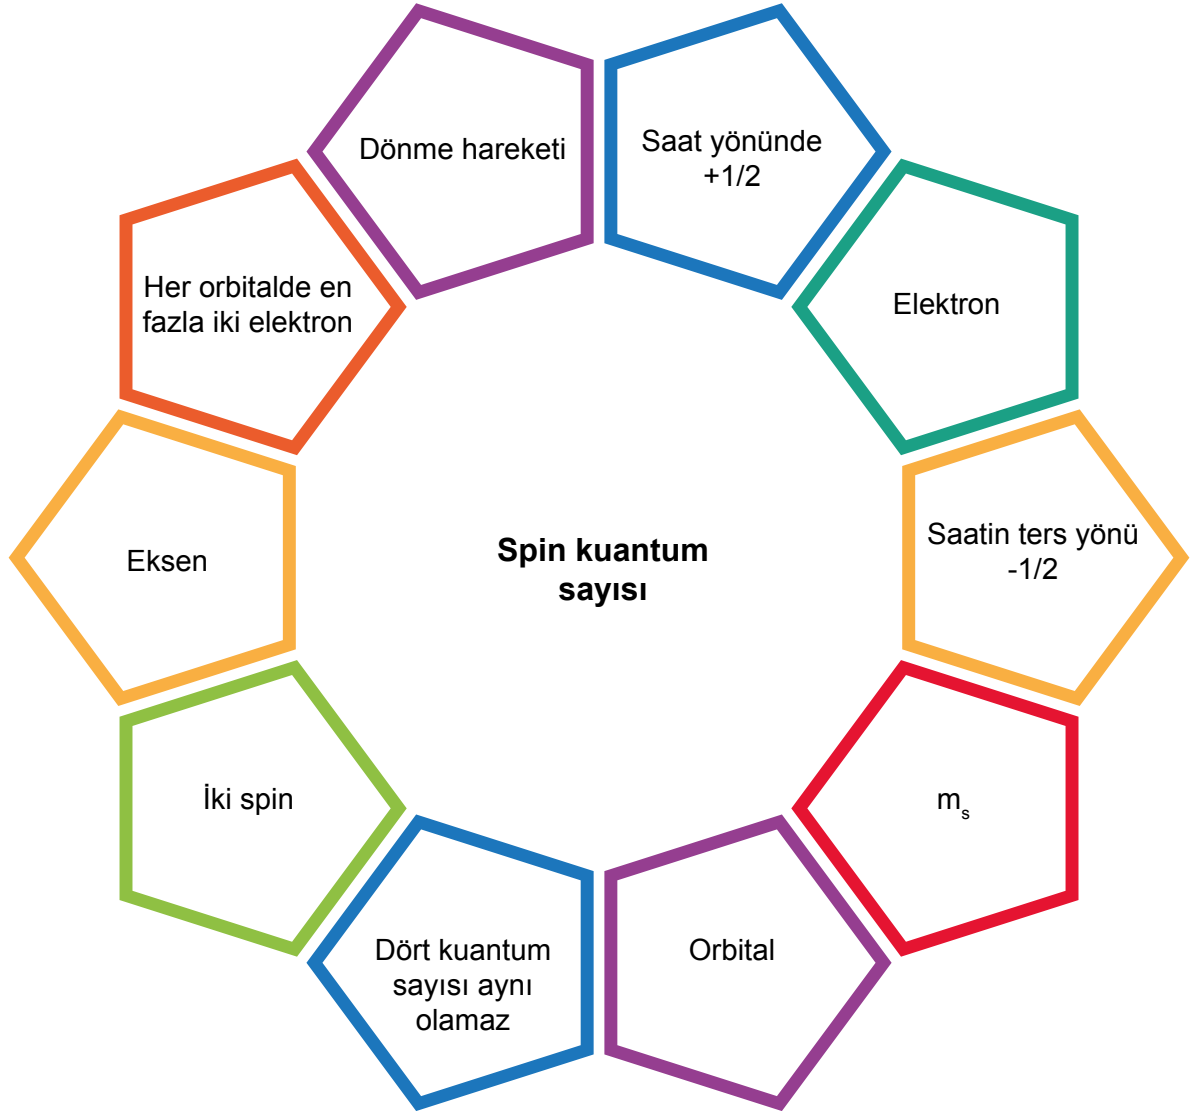 Dönme hareketi
Saat yönünde
+1/2
Her orbitalde en
fazla iki elektron
Elektron
Eksen
Spin kuantum
sayısı
Saatin ters yönü
-1/2
İki spin
m_s
Dört kuantum
sayısı aynı
olamaz
Orbital